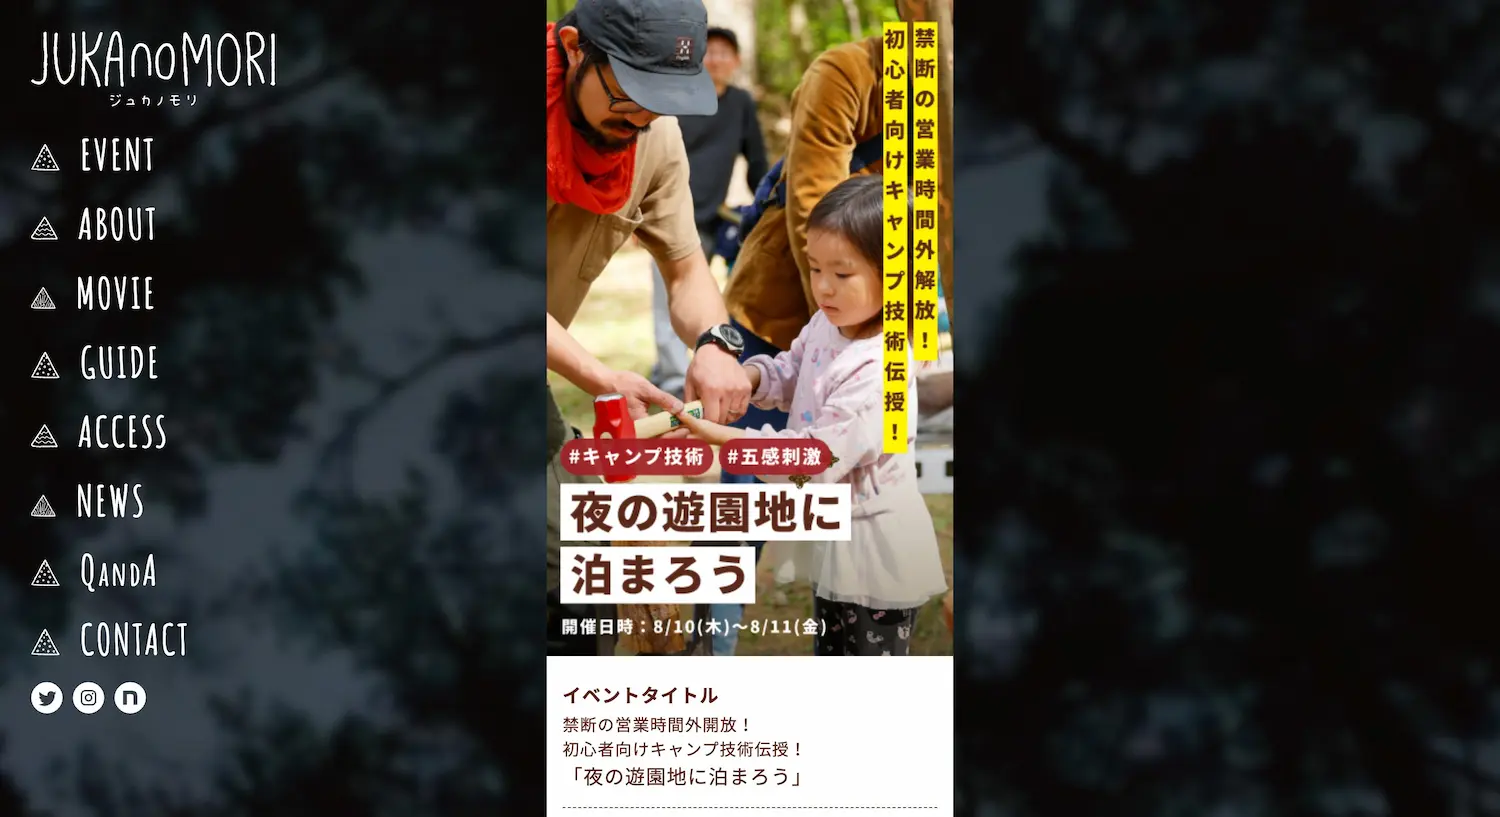 JUKAnoMORI
ジュカノモリ
EVENT
ABOUT
MOVIE
GUIDE
ACCESS
NEWS
QANDA
CONTACT
禁断の営業時間外解放！
初心者向けキャンプ技術伝授！
#キャンプ技術 #五感刺激
夜の遊園地に
泊まろう
開催日時：8/10(木)～8/11(金)
イベントタイトル
禁断の営業時間外開放！
初心者向けキャンプ技術伝授！
「夜の遊園地に泊まろう」